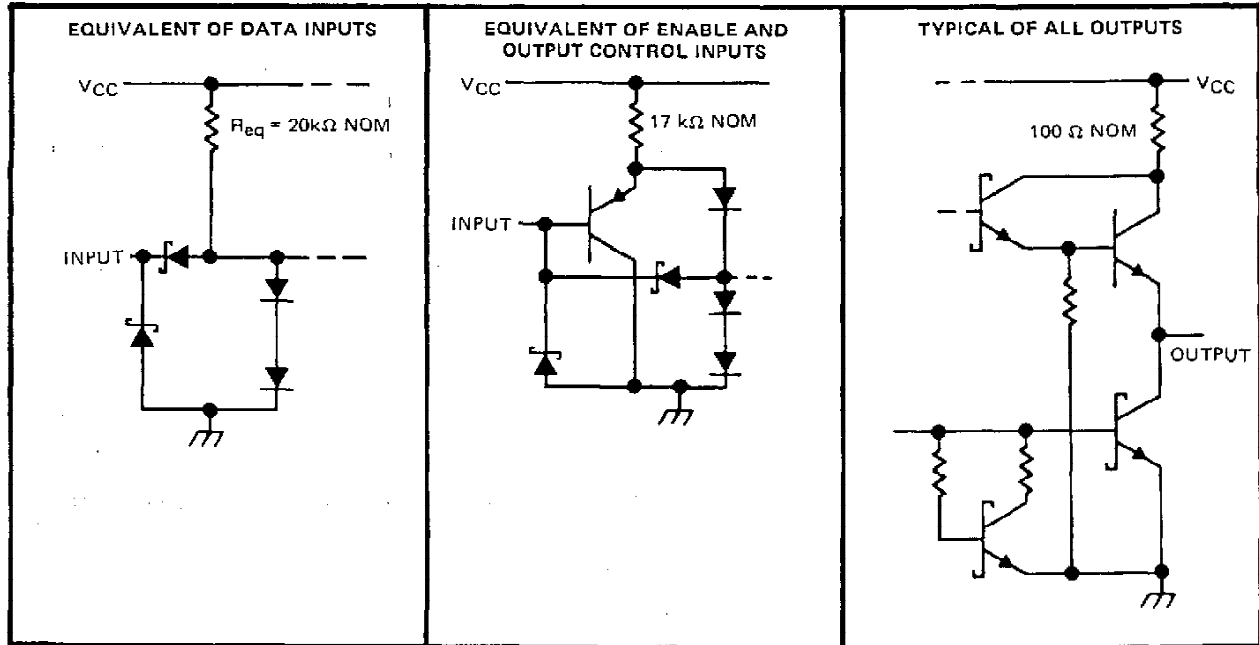 EQUIVALENT OF DATA INPUTS
VCC
Req = 20kΩ NOM
INPUT
EQUIVALENT OF ENABLE AND
OUTPUT CONTROL INPUTS
VCC
17 kΩ NOM
INPUT
TYPICAL OF ALL OUTPUTS
VCC
100 Ω NOM
OUTPUT